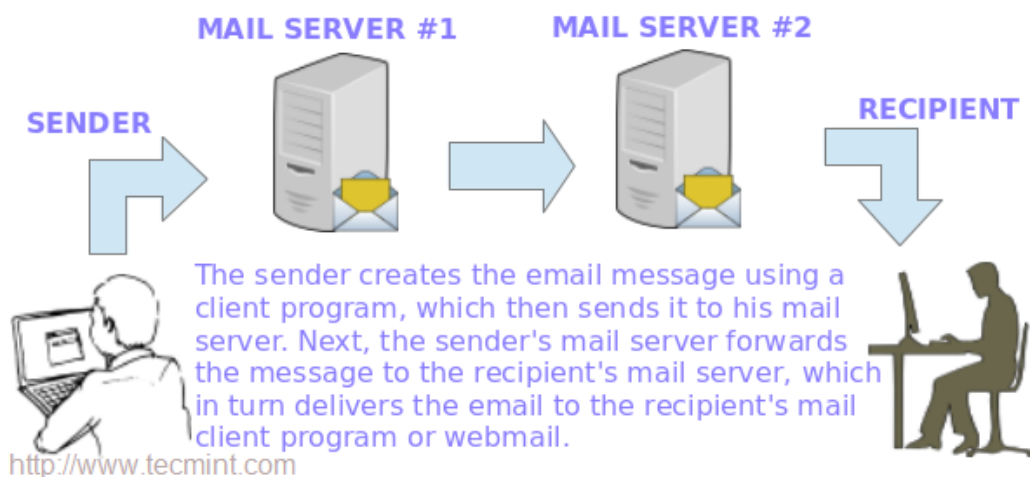 MAIL SERVER #1
MAIL SERVER #2
SENDER
RECIPIENT
The sender creates the email message using a
client program, which then sends it to his mail
server. Next, the sender's mail server forwards
the message to the recipient's mail server, which
in turn delivers the email to the recipient's mail
client program or webmail.
http://www.tecmint.com